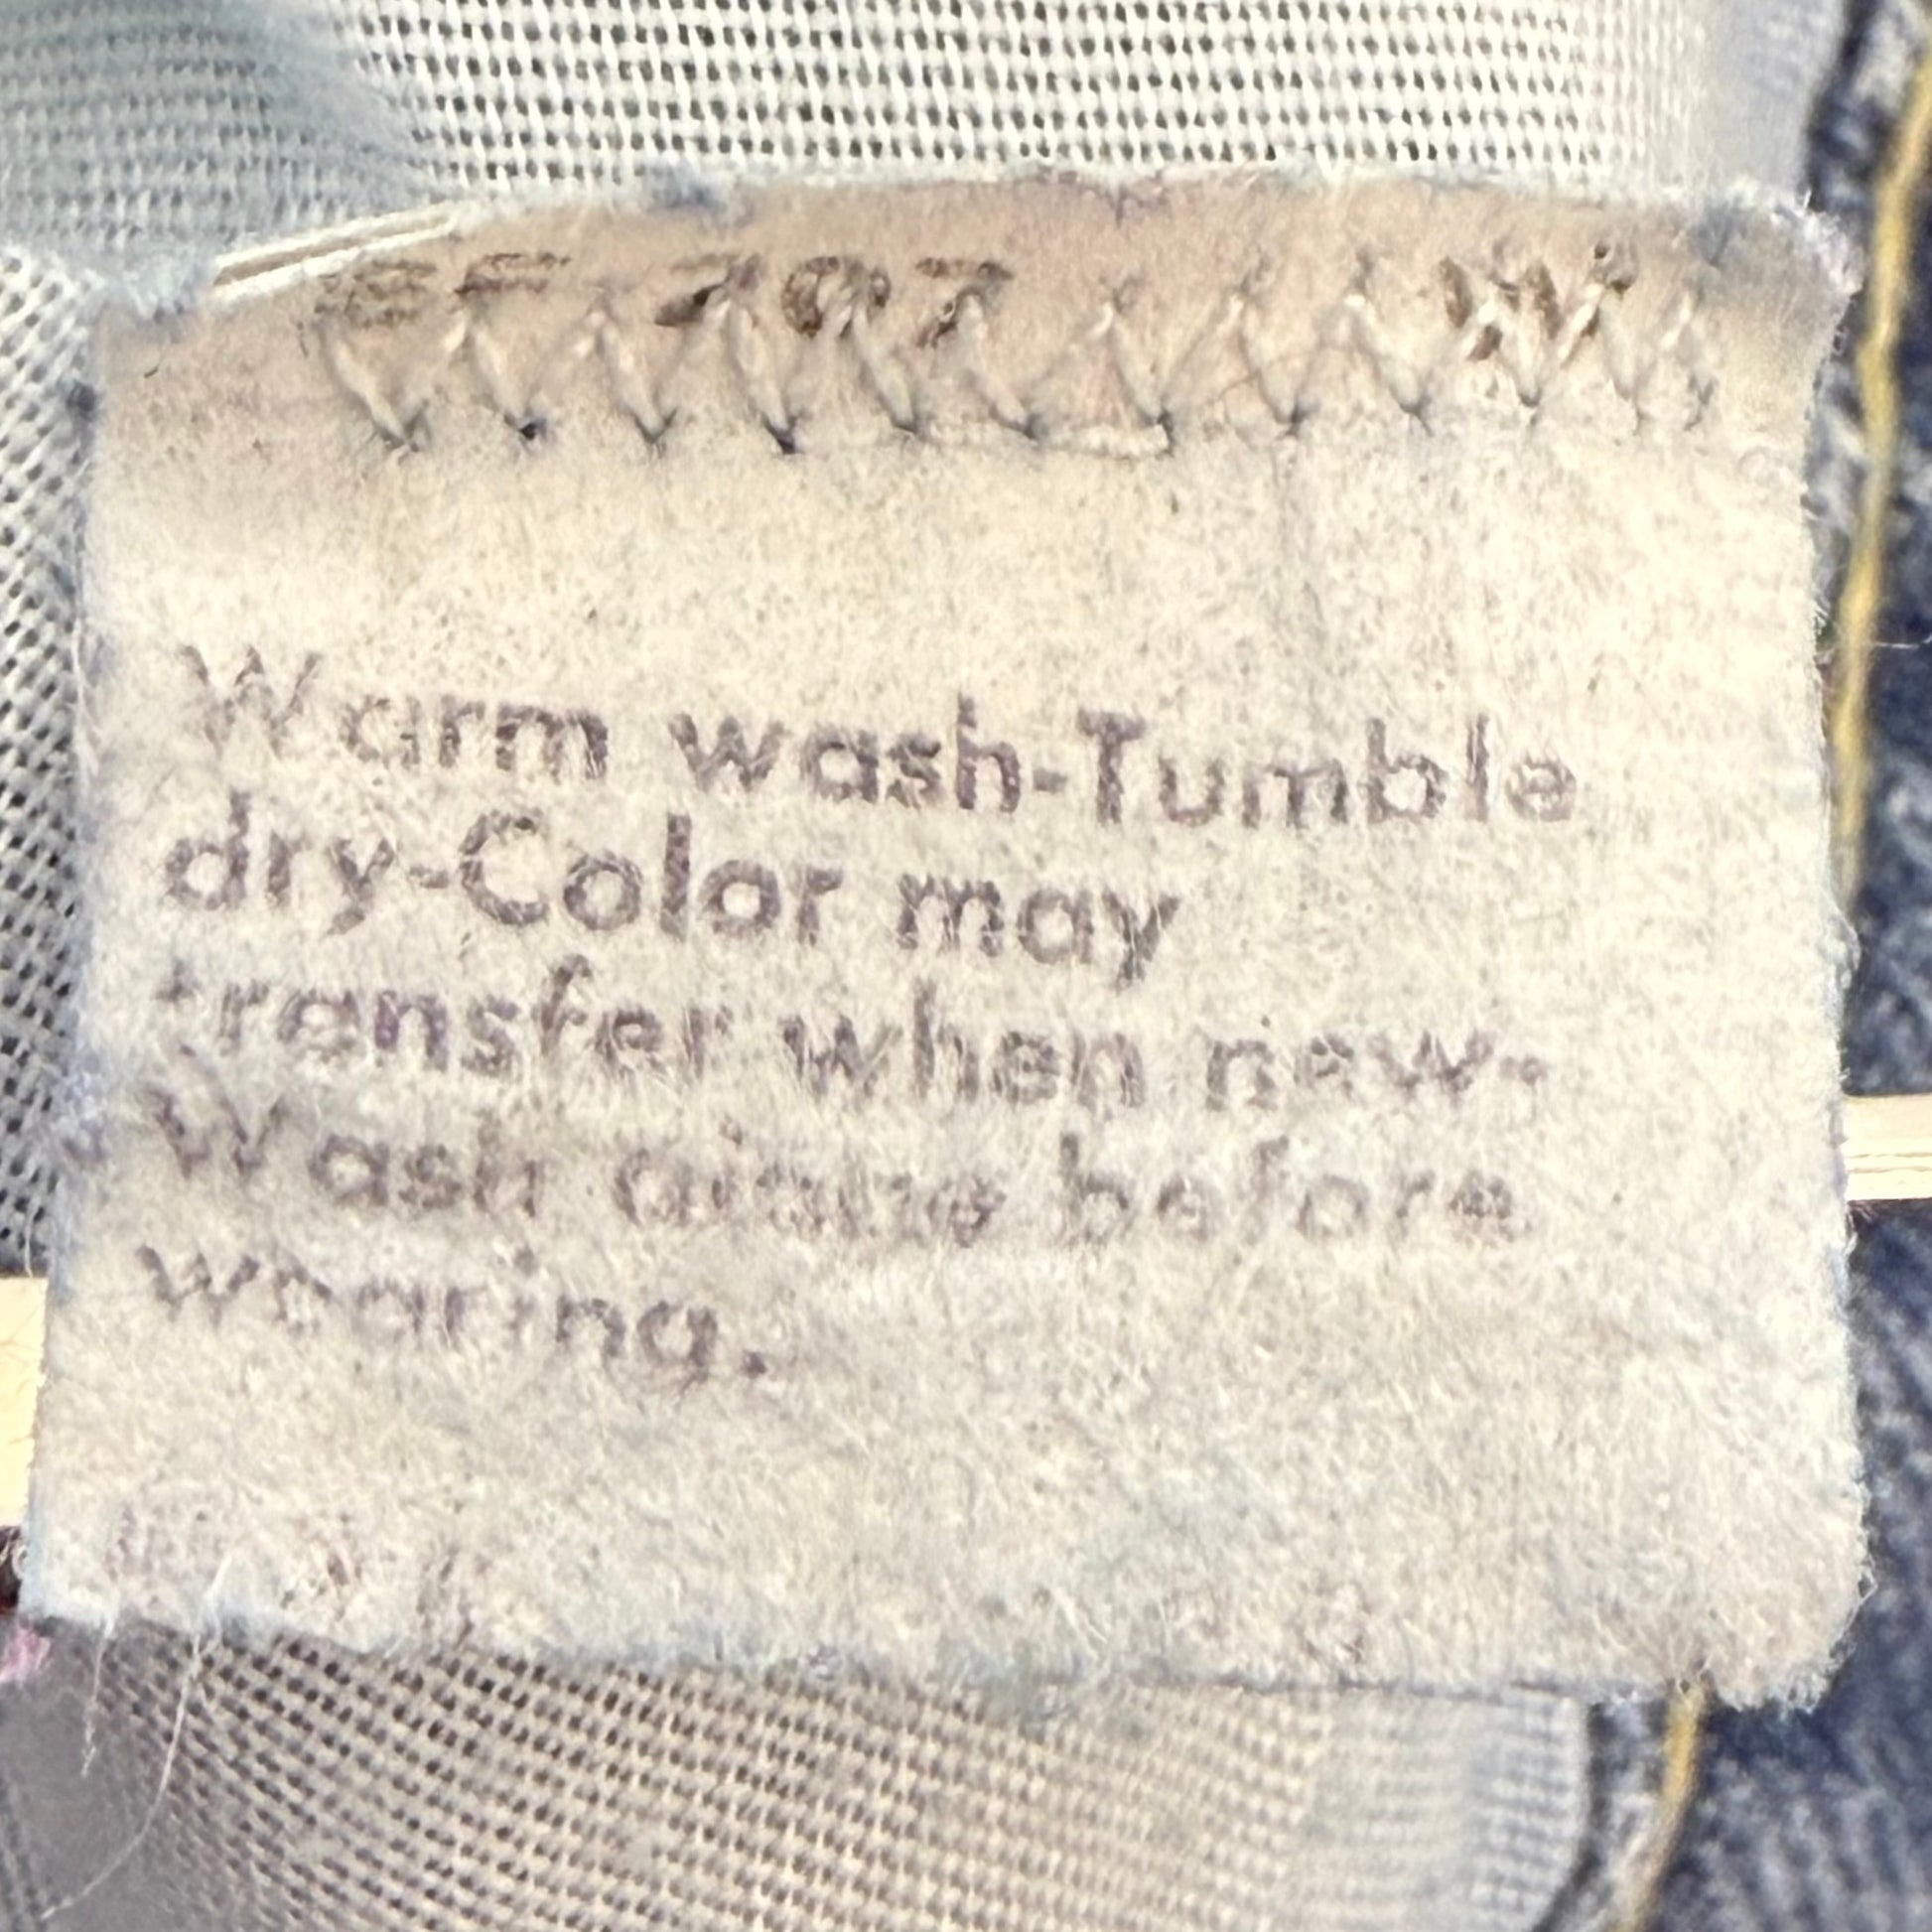 Warm wash-Tumble
dry-Color may
transfer when new-
Wash alone before
wearing.